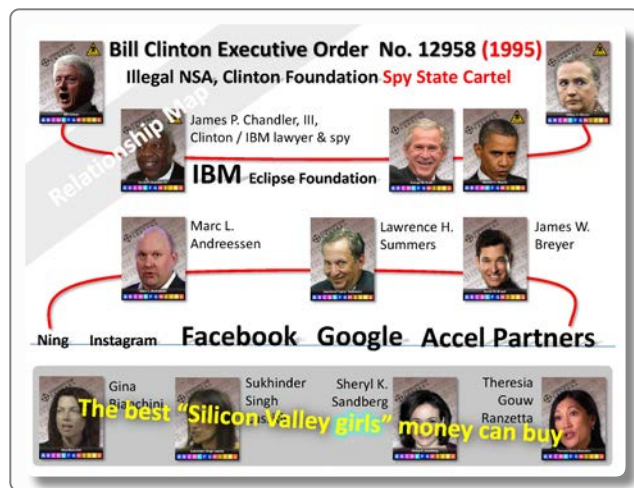 Bill Clinton Executive Order No. 12958 (1995)
Illegal NSA, Clinton Foundation Spy State Cartel
Relationship Map
James P. Chandler, III,
Clinton / IBM lawyer & spy
IBM Eclipse Foundation
Marc L.
Andreessen
Lawrence H.
Summers
James W.
Breyer
Ning Instagram Facebook Google Accel Partners
Gina
Bianchini
Sukhinder
Singh
Sheryl K.
Sandberg
Theresia
Gouw
Ranzetta
The best “Silicon Valley girls” money can buy